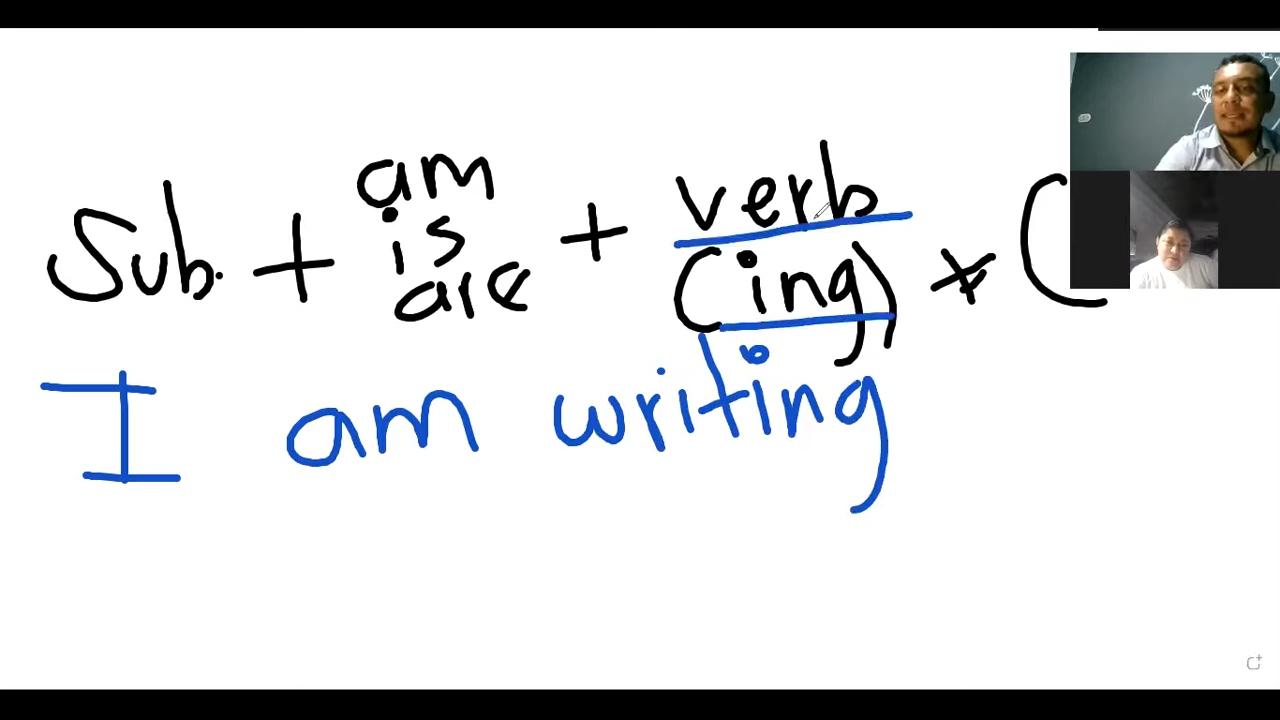 am
Sub. + is + verb
are (ing) + (
I am writing